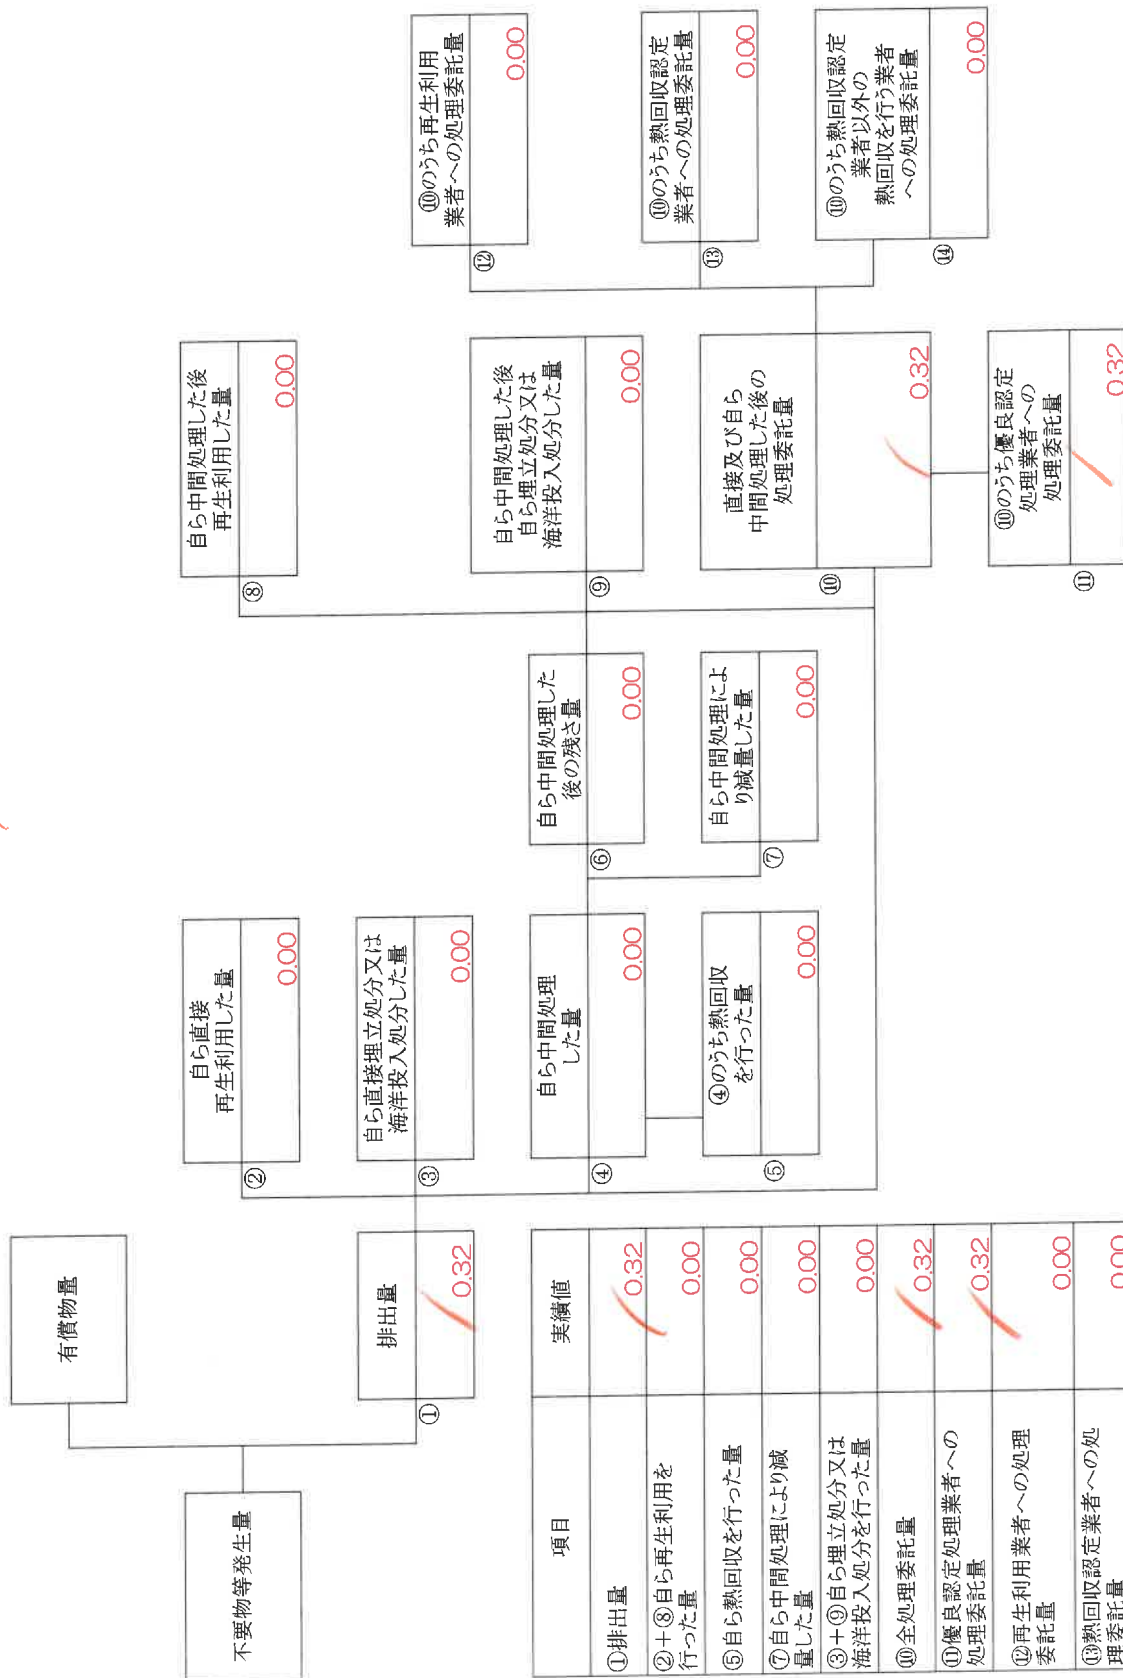 不要物等発生量
有償物量
排出量
①
0.32
自ら直接
再生利用した量
②
0.00
自ら直接埋立処分又は
海洋投入処分した量
③
0.00
自ら中間処理
した量
④
0.00
④のうち熱回収
を行った量
⑤
0.00
自ら中間処理した
後の残さ量
⑥
0.00
自ら中間処理によ
り減量した量
⑦
0.00
自ら中間処理した後
再生利用した量
⑧
0.00
自ら中間処理した後
自ら埋立処分又は
海洋投入処分した量
⑨
0.00
直接及び自ら
中間処理した後の
処理委託量
⑩
0.32
⑩のうち優良認定
処理業者への
処理委託量
⑪
0.32
⑩のうち再生利用
業者への処理委託量
⑫
0.00
⑩のうち熱回収認定
業者への処理委託量
⑬
0.00
⑩のうち熱回収認定
業者以外の
熱回収を行う業者
への処理委託量
⑭
0.00
項目 実績値
①排出量 0.32
②+⑧自ら再生利用を
行った量 0.00
⑤自ら熱回収を行った量 0.00
⑦自ら中間処理により減
量した量 0.00
③+⑨自ら埋立処分又は
海洋投入処分を行った量 0.00
⑩全処理委託量 0.32
⑪優良認定処理業者への
処理委託量 0.32
⑫再生利用業者への処理
委託量 0.00
⑬熱回収認定業者への処
理委託量 0.00